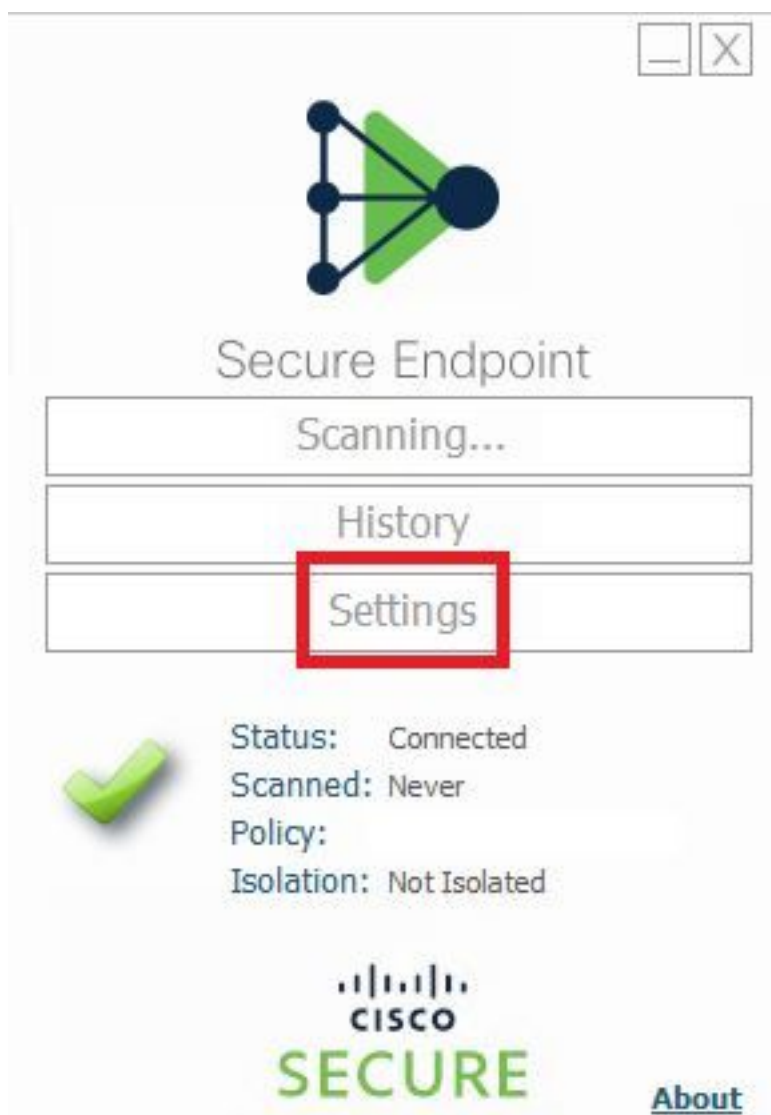 _ X
Secure Endpoint
Scanning...
History
Settings
Status: Connected
Scanned: Never
Policy:
Isolation: Not Isolated
CISCO
SECURE
About